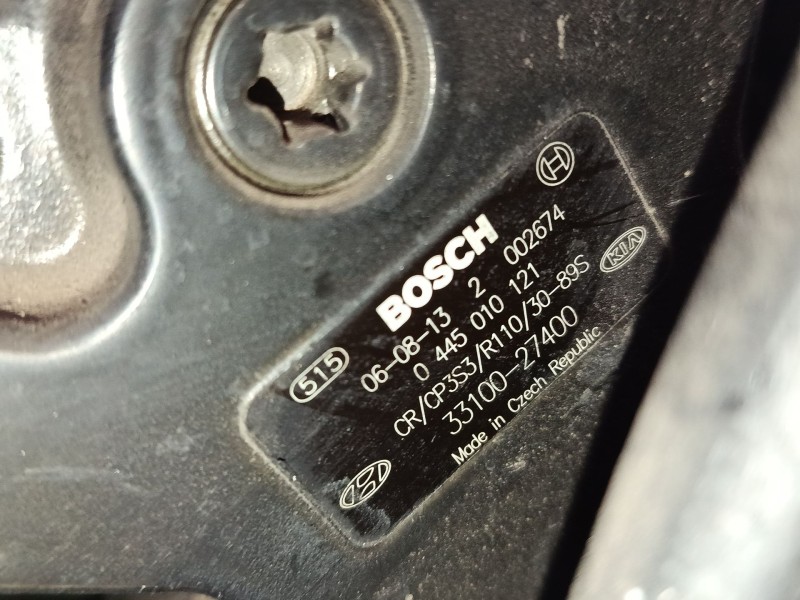 BOSCH
515
06-08-13 2 002674
0 445 010 121
CR/CP3S3/R110/30-89S
KIA
33100-27400
Made in Czech Republic